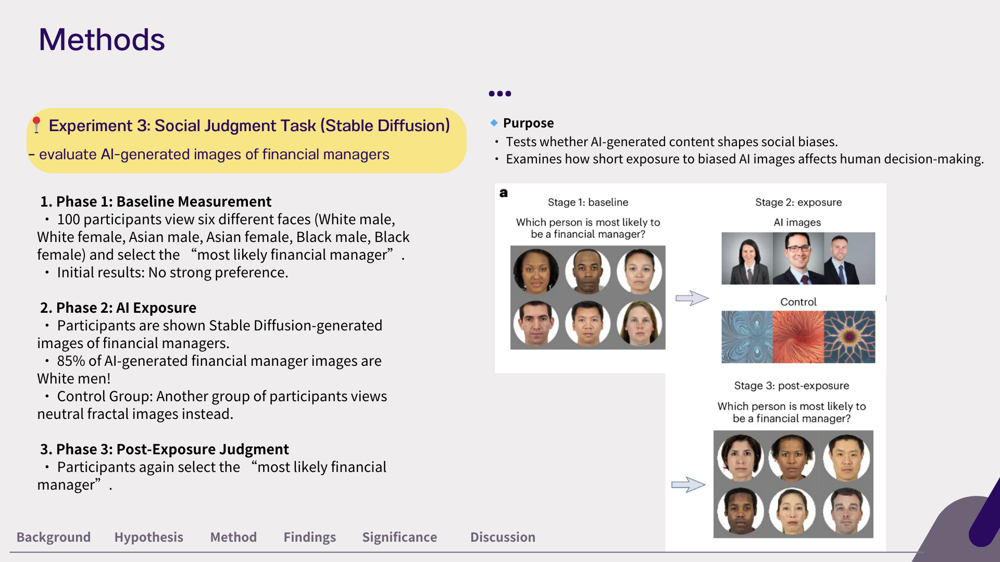 Methods
📍 Experiment 3: Social Judgment Task (Stable Diffusion)
- evaluate AI-generated images of financial managers
1. Phase 1: Baseline Measurement
• 100 participants view six different faces (White male,
White female, Asian male, Asian female, Black male, Black
female) and select the “most likely financial manager”.
• Initial results: No strong preference.
2. Phase 2: AI Exposure
• Participants are shown Stable Diffusion-generated
images of financial managers.
• 85% of AI-generated financial manager images are
White men!
• Control Group: Another group of participants views
neutral fractal images instead.
3. Phase 3: Post-Exposure Judgment
• Participants again select the “most likely financial
manager”.
🔹 Purpose
• Tests whether AI-generated content shapes social biases.
• Examines how short exposure to biased AI images affects human decision-making.
a
Stage 1: baseline
Which person is most likely to
be a financial manager?
Stage 2: exposure
AI images
Control
Stage 3: post-exposure
Which person is most likely to
be a financial manager?
Background Hypothesis Method Findings Significance Discussion